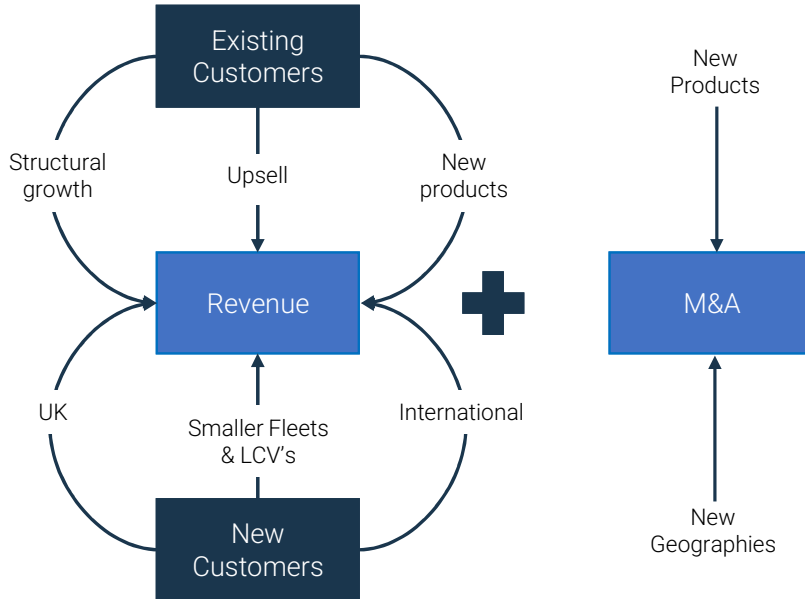 Existing
Customers
New
Products
Structural
growth
Upsell
New
products
Revenue
M&A
UK
Smaller Fleets
& LCV's
International
New
Customers
New
Geographies